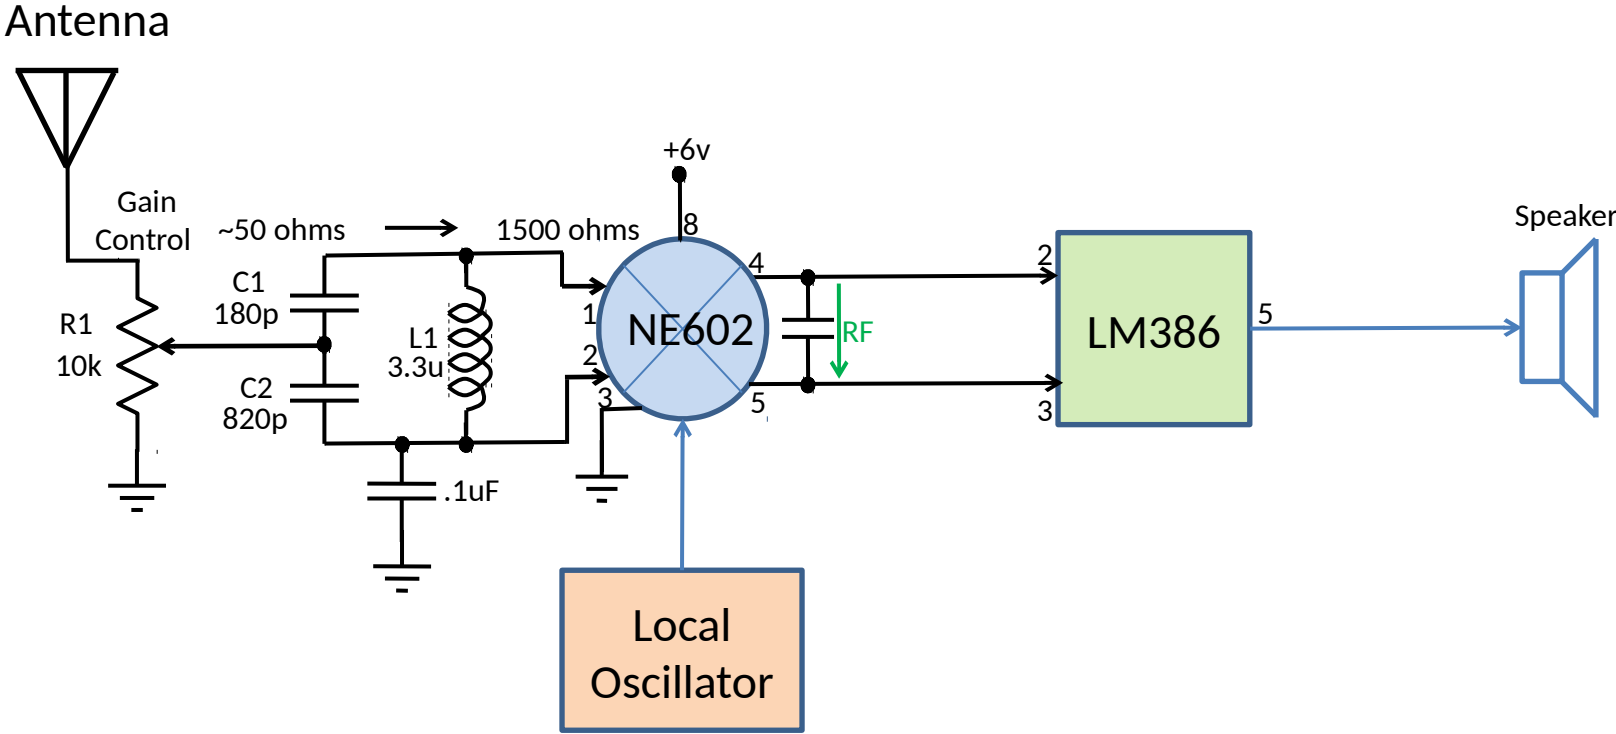 Antenna
+6v
Gain
Control
~50 ohms
1500 ohms
8
Speaker
C1
180p
4
2
R1
10k
L1
3.3u
1
NE602
RF
LM386
5
2
C2
820p
3
5
3
.1uF
Local
Oscillator